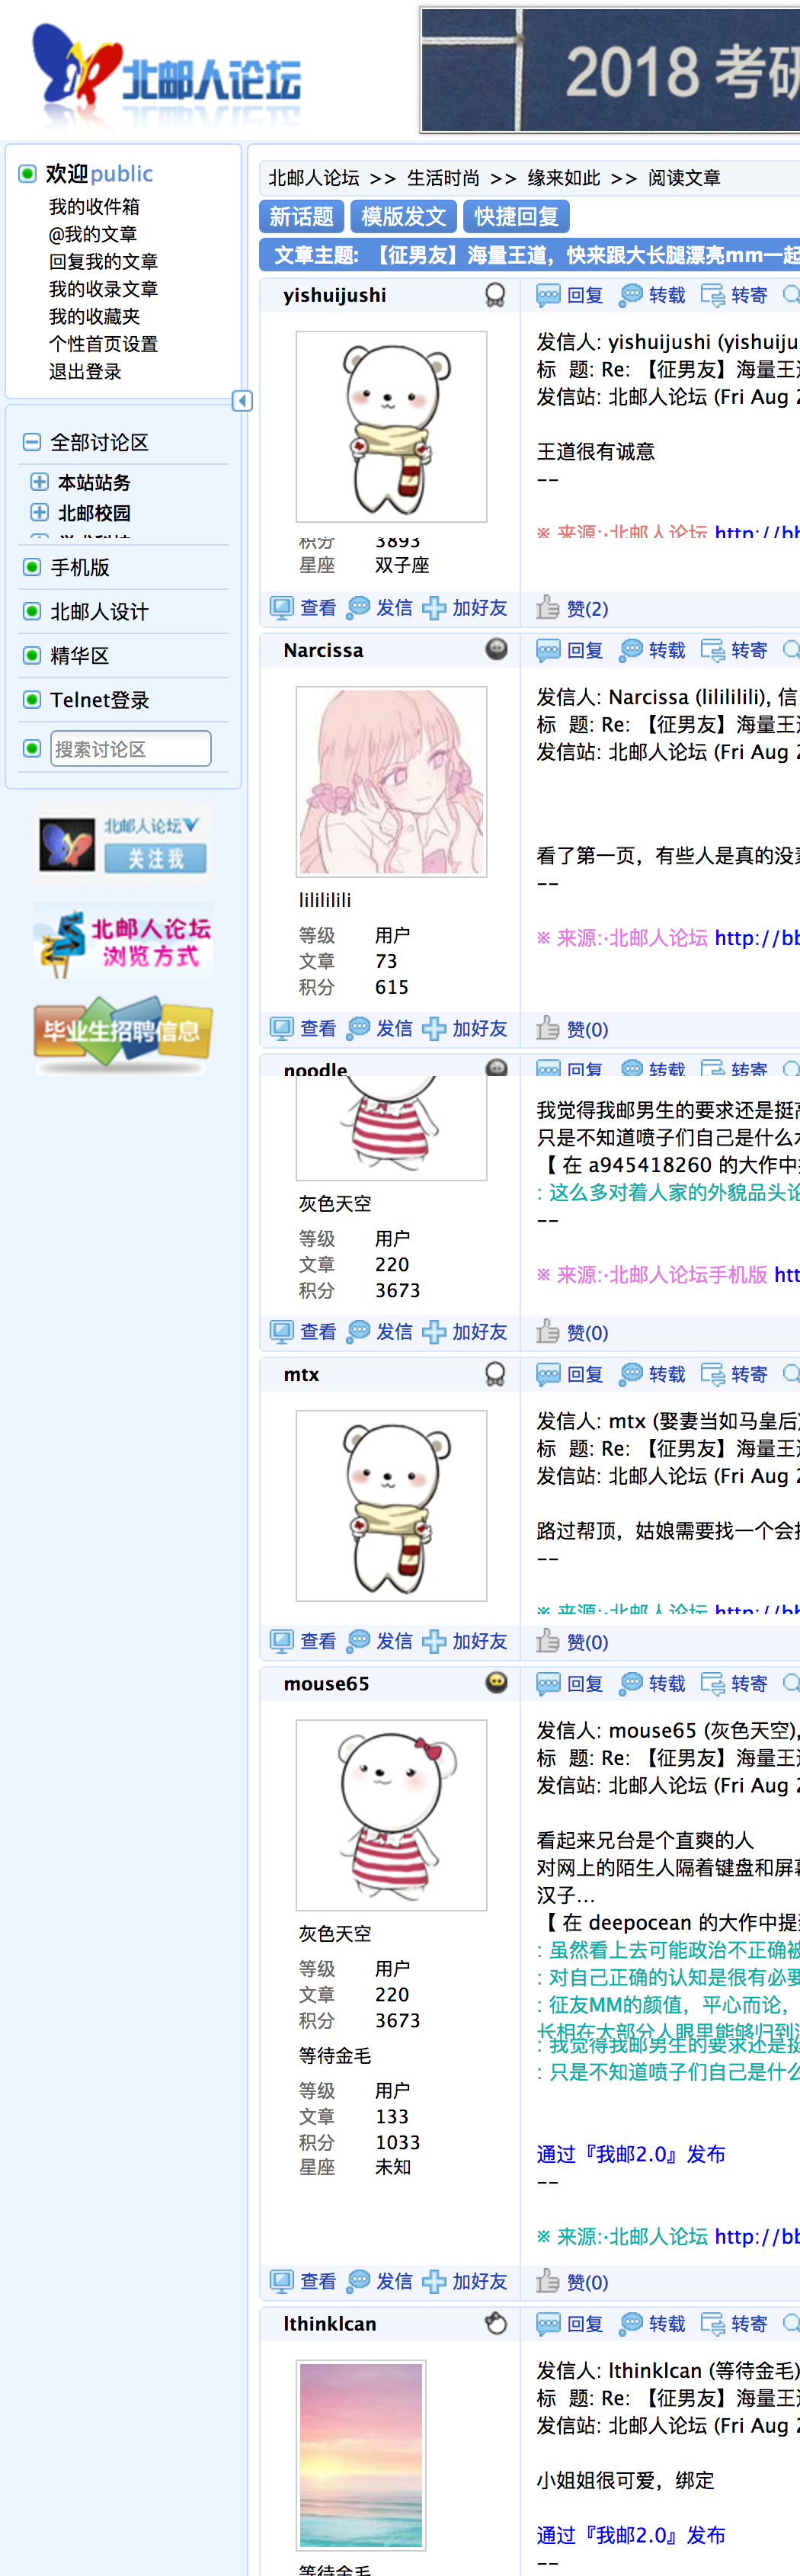 北邮人论坛
2018 考研
欢迎public
我的收件箱
@我的文章
回复我的文章
我的收录文章
我的收藏夹
个性首页设置
退出登录
全部讨论区
本站站务
北邮校园
手机版
北邮人设计
精华区
Telnet登录
搜索讨论区
北邮人论坛V
关注我
北邮人论坛
浏览方式
毕业生招聘信息
北邮人论坛 >> 生活时尚 >> 缘来如此 >> 阅读文章
新话题 模版发文 快捷回复
文章主题: 【征男友】海量王道，快来跟大长腿漂亮mm一起
yishuijushi
回复 转载 转寄
发信人: yishuijushi (yishuiju
标 题: Re: 【征男友】海量王道
发信站: 北邮人论坛 (Fri Aug 2
王道很有诚意
--
※ 来源:·北邮人论坛 http://bb
积分 3893
星座 双子座
查看 发信 加好友 赞(2)
Narcissa
回复 转载 转寄
发信人: Narcissa (lililililili), 信
标 题: Re: 【征男友】海量王道
发信站: 北邮人论坛 (Fri Aug 2
看了第一页，有些人是真的没素
--
※ 来源:·北邮人论坛 http://bb
lililililili
等级 用户
文章 73
积分 615
查看 发信 加好友 赞(0)
noodle
回复 转载 转寄
我觉得我邮男生的要求还是挺高
只是不知道喷子们自己是什么水
【 在 a945418260 的大作中提
: 这么多对着人家的外貌品头论
--
※ 来源:·北邮人论坛手机版 htt
灰色天空
等级 用户
文章 220
积分 3673
查看 发信 加好友 赞(0)
mtx
回复 转载 转寄
发信人: mtx (娶妻当如马皇后)
标 题: Re: 【征男友】海量王道
发信站: 北邮人论坛 (Fri Aug 2
路过帮顶，姑娘需要找一个会拍
--
※ 来源:·北邮人论坛 http://bb
查看 发信 加好友 赞(0)
mouse65
回复 转载 转寄
发信人: mouse65 (灰色天空),
标 题: Re: 【征男友】海量王道
发信站: 北邮人论坛 (Fri Aug 2
看起来兄台是个直爽的人
对网上的陌生人隔着键盘和屏幕
汉子...
【 在 deepocean 的大作中提到
: 虽然看上去可能政治不正确被
: 对自己正确的认知是很有必要
: 征友MM的颜值，平心而论，
长相在大部分人眼里能够归到漂
: 我觉得我邮男生的要求还是挺
: 只是不知道喷子们自己是什么
通过『我邮2.0』发布
--
※ 来源:·北邮人论坛 http://bb
灰色天空
等级 用户
文章 220
积分 3673
等待金毛
等级 用户
文章 133
积分 1033
星座 未知
查看 发信 加好友 赞(0)
lthinklcan
回复 转载 转寄
发信人: lthinklcan (等待金毛)
标 题: Re: 【征男友】海量王道
发信站: 北邮人论坛 (Fri Aug 2
小姐姐很可爱，绑定
通过『我邮2.0』发布
--
等待金毛